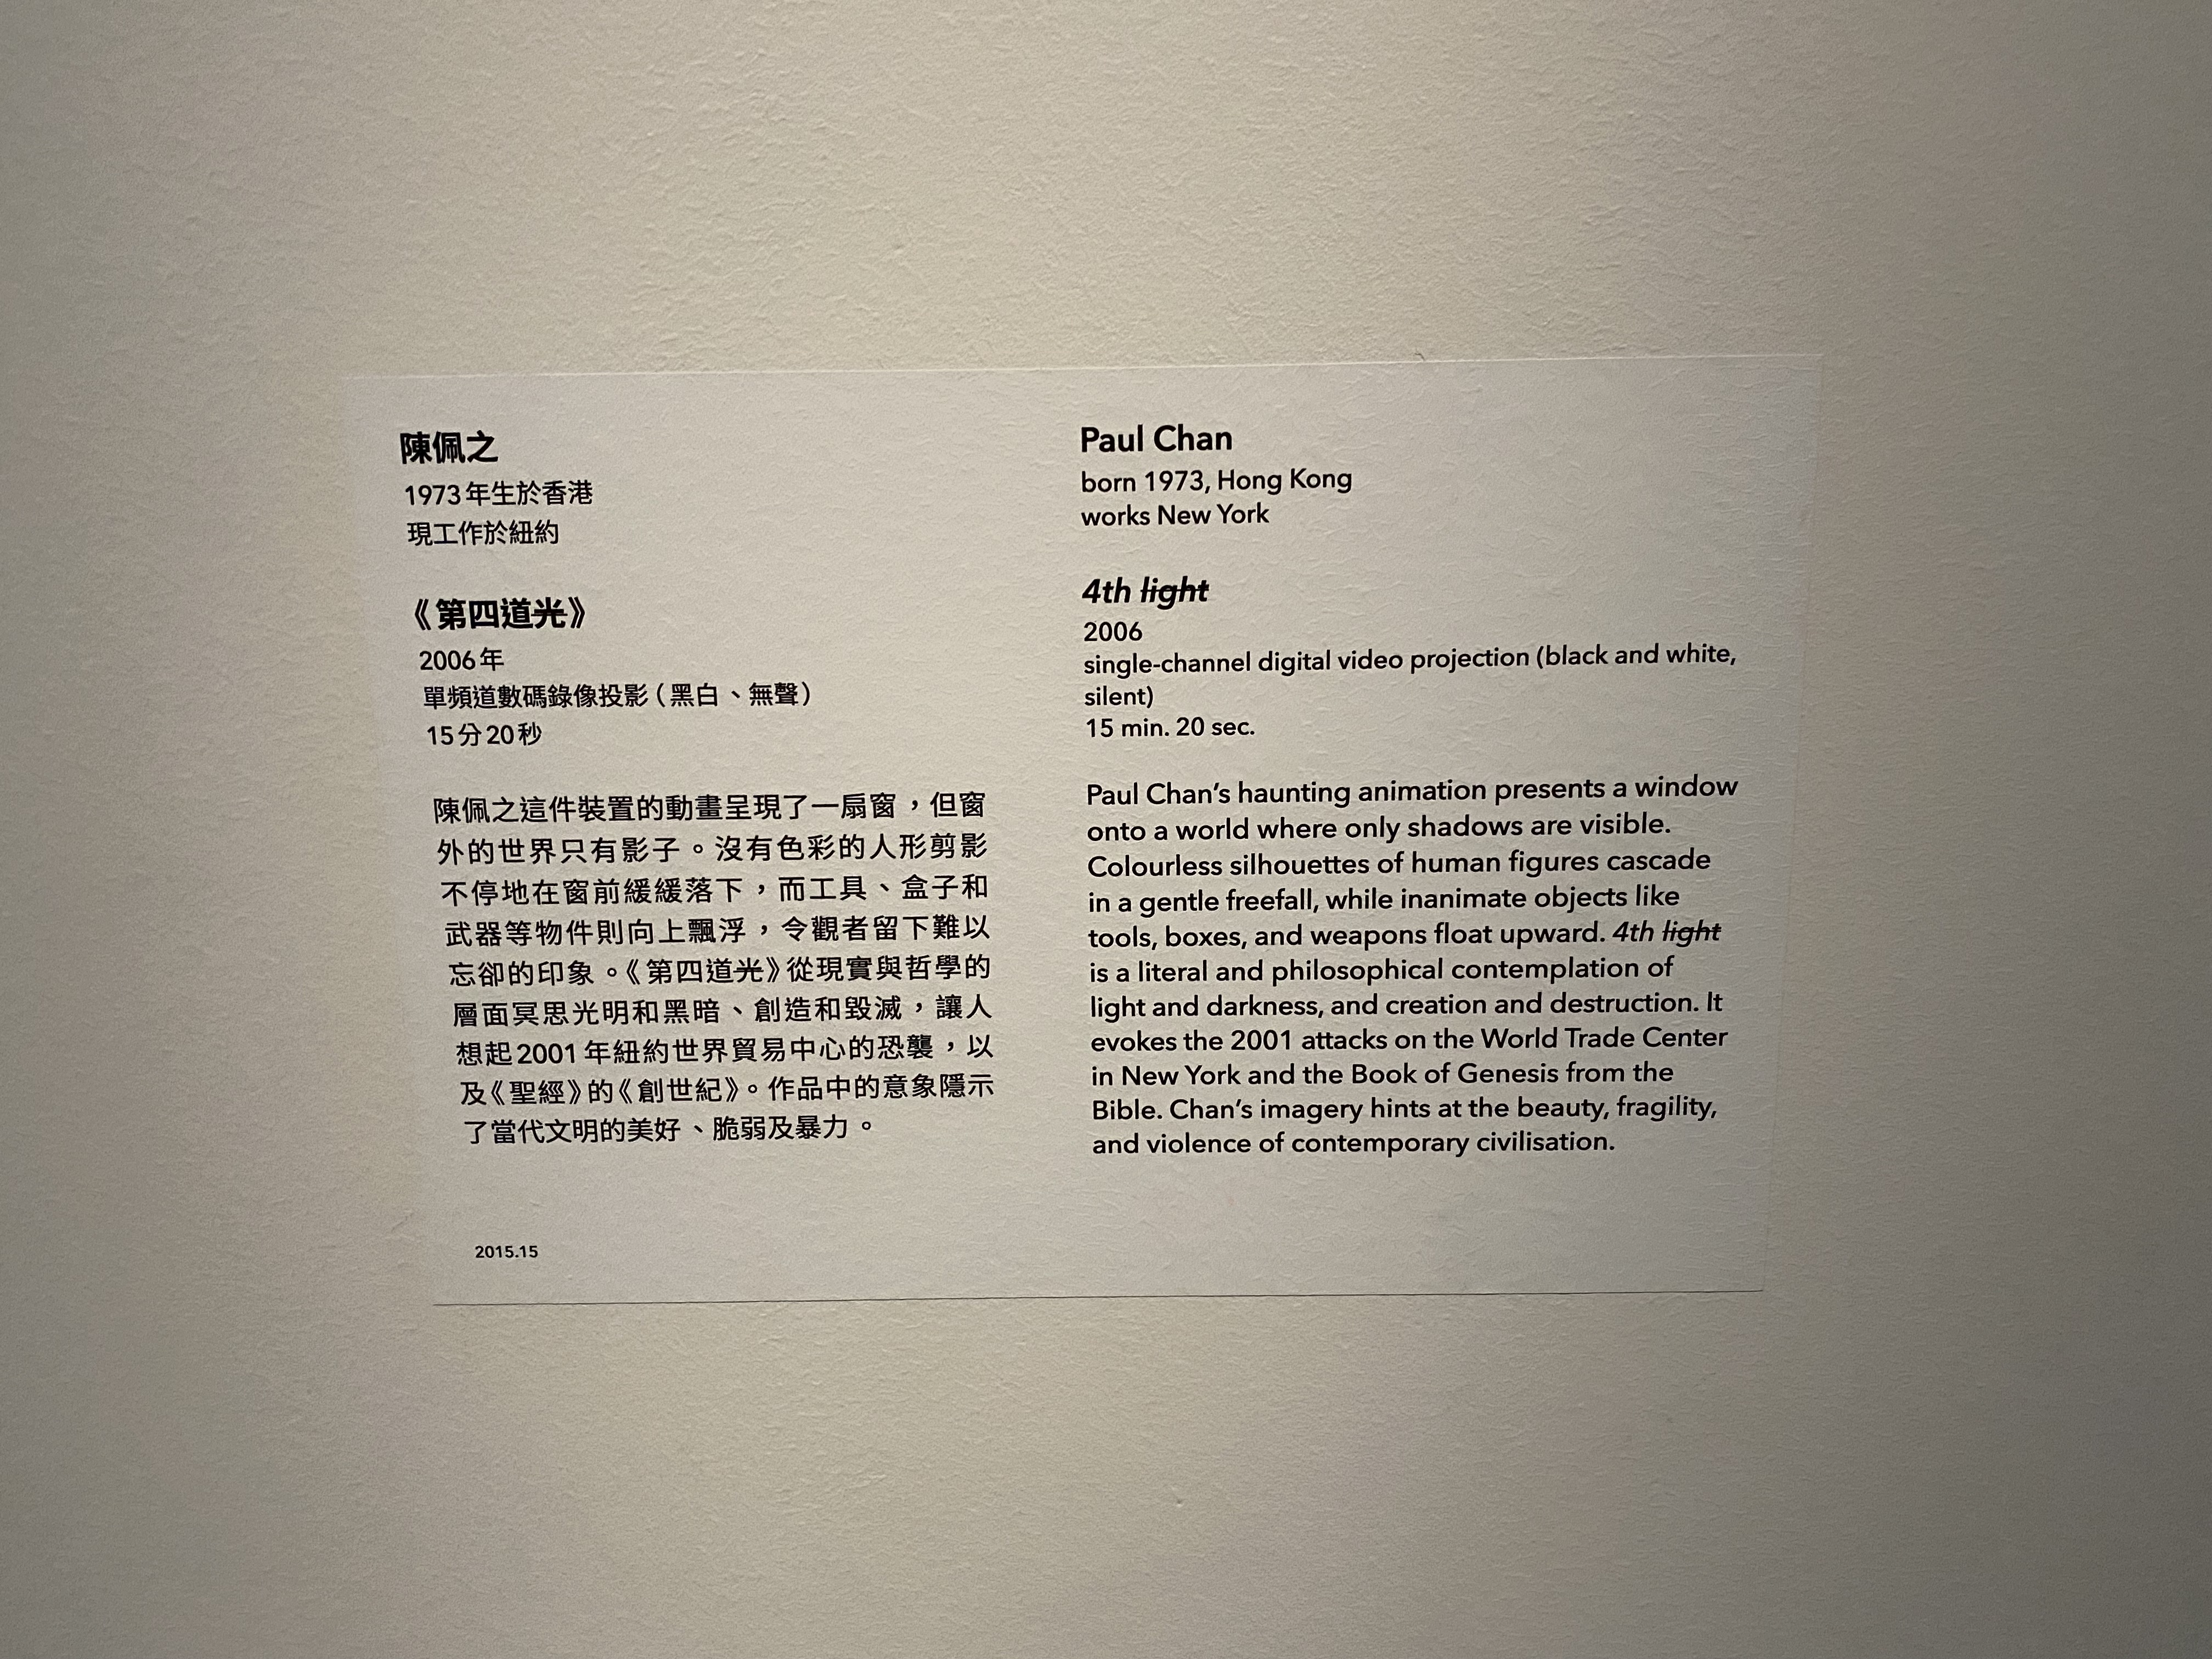 陳佩之
1973年生於香港
現工作於紐約
《第四道光》
2006年
單頻道數碼錄像投影（黑白、無聲）
15分20秒
陳佩之這件裝置的動畫呈現了一扇窗，但窗
外的世界只有影子。沒有色彩的人形剪影
不停地在窗前緩緩落下，而工具、盒子和
武器等物件則向上飄浮，令觀者留下難以
忘卻的印象。《第四道光》從現實與哲學的
層面冥思光明和黑暗、創造和毀滅，讓人
想起2001年紐約世界貿易中心的恐襲，以
及《聖經》的《創世紀》。作品中的意象隱示
了當代文明的美好、脆弱及暴力。
2015.15
Paul Chan
born 1973, Hong Kong
works New York
4th light
2006
single-channel digital video projection (black and white,
silent)
15 min. 20 sec.
Paul Chan’s haunting animation presents a window
onto a world where only shadows are visible.
Colourless silhouettes of human figures cascade
in a gentle freefall, while inanimate objects like
tools, boxes, and weapons float upward. 4th light
is a literal and philosophical contemplation of
light and darkness, and creation and destruction. It
evokes the 2001 attacks on the World Trade Center
in New York and the Book of Genesis from the
Bible. Chan’s imagery hints at the beauty, fragility,
and violence of contemporary civilisation.